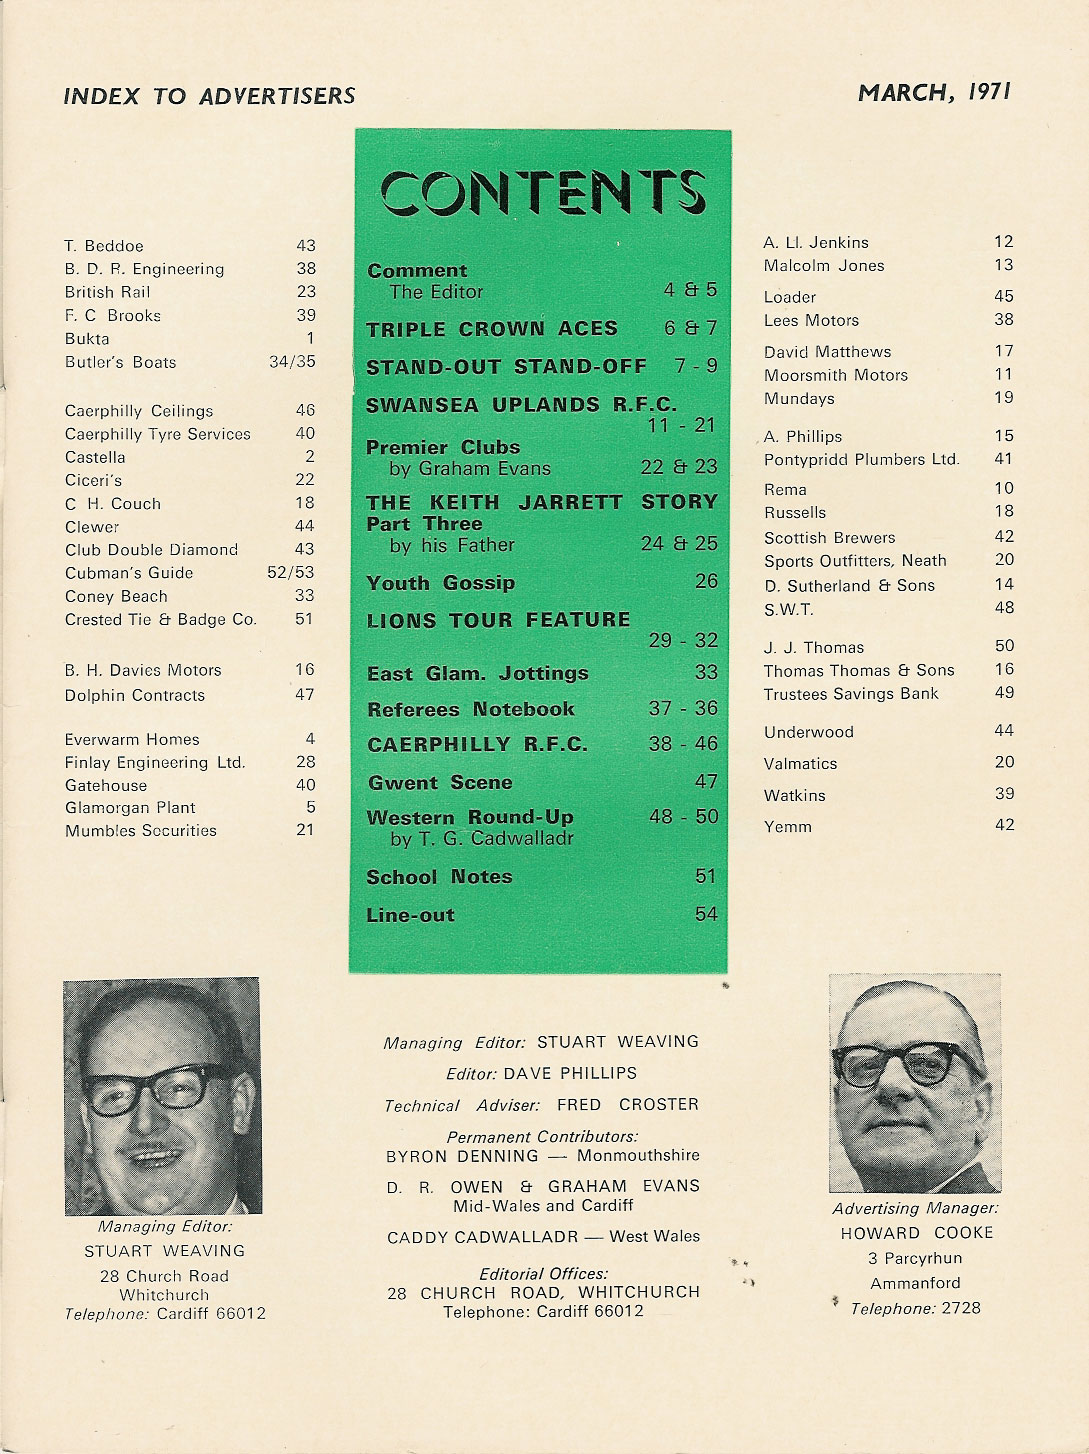 INDEX TO ADVERTISERS
MARCH, 1971
T. Beddoe 43
B. D. R. Engineering 38
British Rail 23
F. C Brooks 39
Bukta 1
Butler's Boats 34/35
Caerphilly Ceilings 46
Caerphilly Tyre Services 40
Castella 2
Ciceri's 22
C H. Couch 18
Clewer 44
Club Double Diamond 43
Cubman's Guide 52/53
Coney Beach 33
Crested Tie & Badge Co. 51
B. H. Davies Motors 16
Dolphin Contracts 47
Everwarm Homes 4
Finlay Engineering Ltd. 28
Gatehouse 40
Glamorgan Plant 5
Mumbles Securities 21
CONTENTS
Comment
The Editor 4 & 5
TRIPLE CROWN ACES 6 & 7
STAND-OUT STAND-OFF 7 - 9
SWANSEA UPLANDS R.F.C.
11 - 21
Premier Clubs
by Graham Evans 22 & 23
THE KEITH JARRETT STORY
Part Three
by his Father 24 & 25
Youth Gossip 26
LIONS TOUR FEATURE
29 - 32
East Glam. Jottings 33
Referees Notebook 37 - 36
CAERPHILLY R.F.C. 38 - 46
Gwent Scene 47
Western Round-Up 48 - 50
by T. G. Cadwalladr
School Notes 51
Line-out 54
A. Ll. Jenkins 12
Malcolm Jones 13
Loader 45
Lees Motors 38
David Matthews 17
Moorsmith Motors 11
Mundays 19
A. Phillips 15
Pontypridd Plumbers Ltd. 41
Rema 10
Russells 18
Scottish Brewers 42
Sports Outfitters, Neath 20
D. Sutherland & Sons 14
S.W.T. 48
J. J. Thomas 50
Thomas Thomas & Sons 16
Trustees Savings Bank 49
Underwood 44
Valmatics 20
Watkins 39
Yemm 42
Managing Editor:
STUART WEAVING
28 Church Road
Whitchurch
Telephone: Cardiff 66012
Managing Editor: STUART WEAVING
Editor: DAVE PHILLIPS
Technical Adviser: FRED CROSTER
Permanent Contributors:
BYRON DENNING — Monmouthshire
D. R. OWEN & GRAHAM EVANS
Mid-Wales and Cardiff
CADDY CADWALLADR — West Wales
Editorial Offices:
28 CHURCH ROAD, WHITCHURCH
Telephone: Cardiff 66012
Advertising Manager:
HOWARD COOKE
3 Parcyrhun
Ammanford
Telephone: 2728